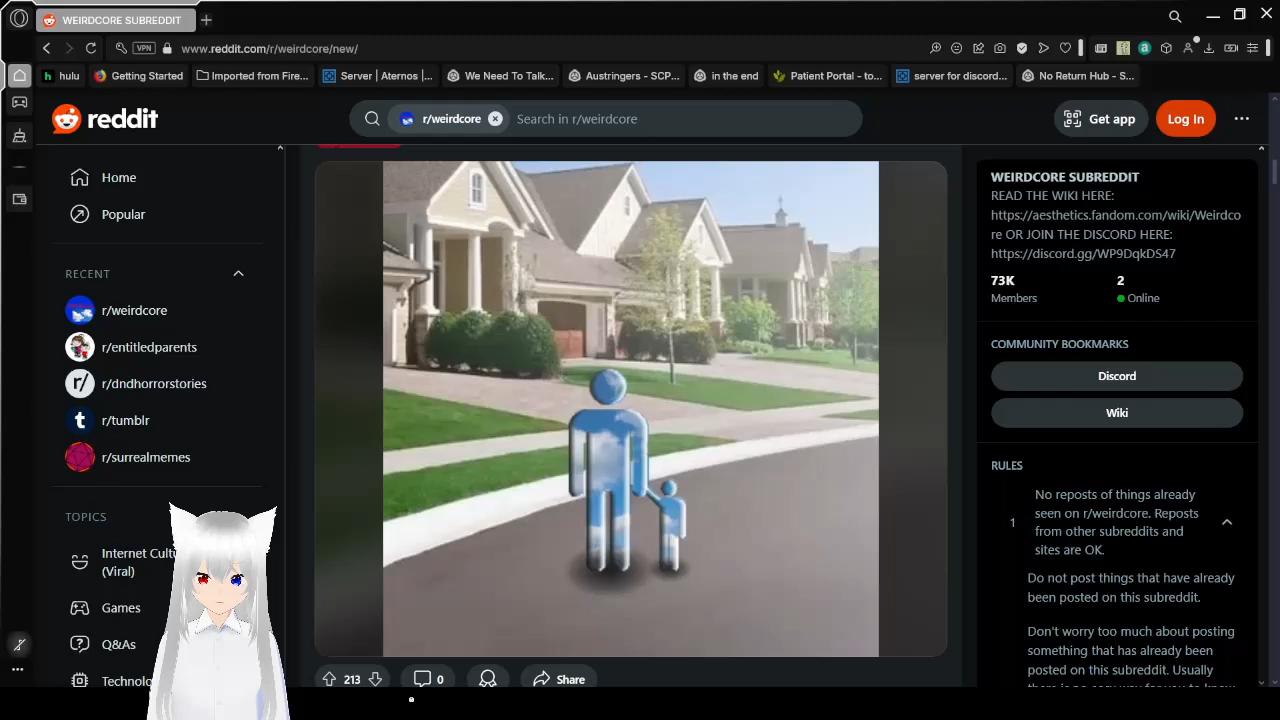 WEIRDCORE SUBREDDIT
VPN
www.reddit.com/r/weirdcore/new/
hulu
Getting Started
Imported from Fire...
Server | Aternos |...
We Need To Talk...
Austringers - SCP...
in the end
Patient Portal - to...
server for discord...
No Return Hub - S...
reddit
r/weirdcore
Search in r/weirdcore
Get app
Log In
Home
Popular
RECENT
r/weirdcore
r/entitledparents
r/dndhorrorstories
r/tumblr
r/surrealmemes
TOPICS
Internet Cultu
(Viral)
Games
Q&As
Technolog
213
0
Share
WEIRDCORE SUBREDDIT
READ THE WIKI HERE:
https://aesthetics.fandom.com/wiki/Weirdco
re OR JOIN THE DISCORD HERE:
https://discord.gg/WP9DqkDS47
73K
2
Members
Online
COMMUNITY BOOKMARKS
Discord
Wiki
RULES
1
No reposts of things already
seen on r/weirdcore. Reposts
from other subreddits and
sites are OK.
Do not post things that have already
been posted on this subreddit.
Don't worry too much about posting
something that has already been
posted on this subreddit. Usually